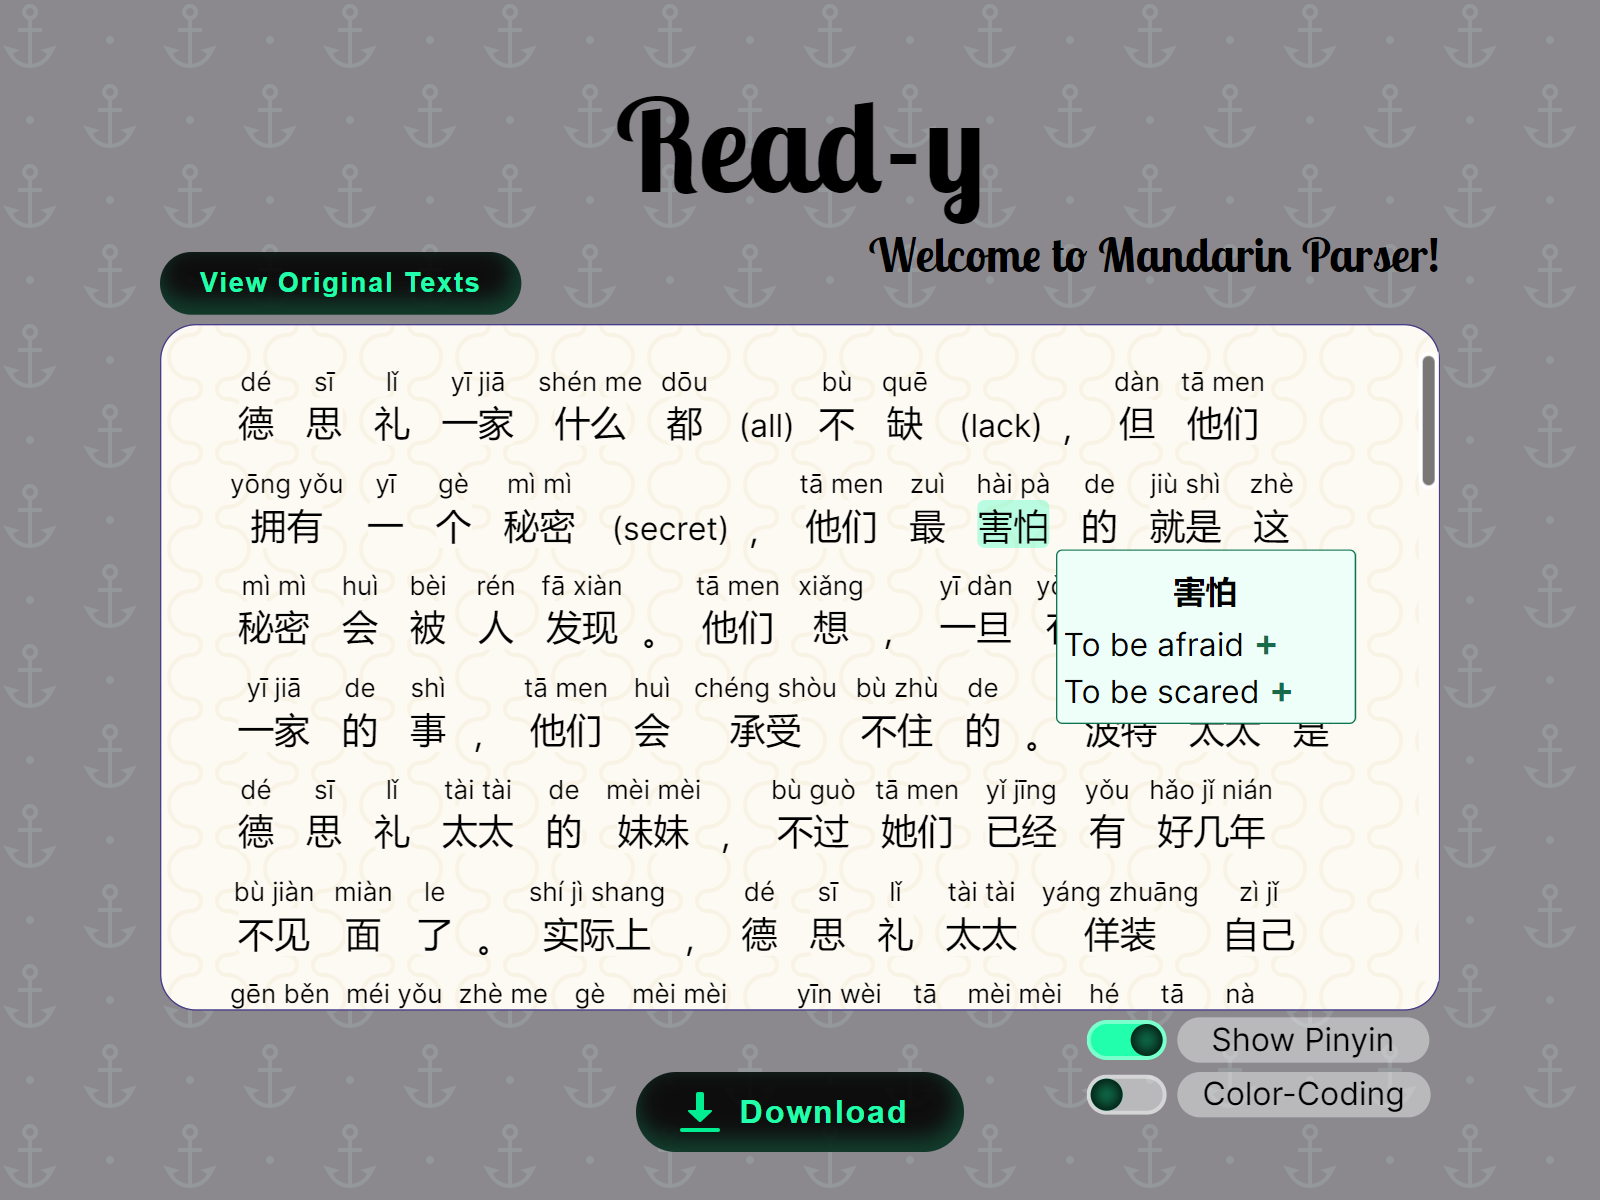 Read-y
Welcome to Mandarin Parser!
View Original Texts
dé sī lǐ yī jiā shén me dōu bù quē dàn tā men
德 思 礼 一家 什么 都 (all) 不 缺 (lack) , 但 他们
yōng yǒu yī gè mì mì tā men zuì hài pà de jiù shì zhè
拥有 一 个 秘密 (secret) , 他们 最 害怕 的 就是 这
mì mì huì bèi rén fā xiàn tā men xiǎng yī dàn
秘密 会 被 人 发现 。 他们 想 , 一旦
害怕
To be afraid +
To be scared +
yī jiā de shì tā men huì chéng shòu bù zhù de
一家 的 事 , 他们 会 承受 不住 的 。 波特 太太 是
dé sī lǐ tài tài de mèi mèi bù guò tā men yǐ jīng yǒu hǎo jǐ nián
德 思 礼 太太 的 妹妹 , 不过 她们 已经 有 好几年
bù jiàn miàn le shí jì shang dé sī lǐ tài tài yáng zhuāng zì jǐ
不见 面 了 。 实际上 , 德 思 礼 太太 佯装 自己
gēn běn méi yǒu zhè me gè mèi mèi yīn wèi tā mèi mèi hé tā nà
Show Pinyin
Color-Coding
Download